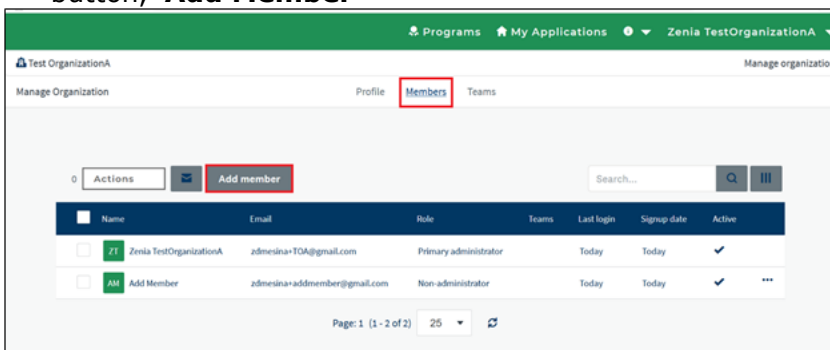 button, Add Member
Programs My Applications Zenia TestOrganizationA
Test OrganizationA Manage organizatio
Manage Organization Profile Members Teams
0 Actions Add member Search...
Name Email Role Teams Last login Signup date Active
ZT Zenia TestOrganizationA zdmesina+TOA@gmail.com Primary administrator Today Today
AM Add Member zdmesina+addmember@gmail.com Non-administrator Today Today
Page: 1 (1 - 2 of 2) 25